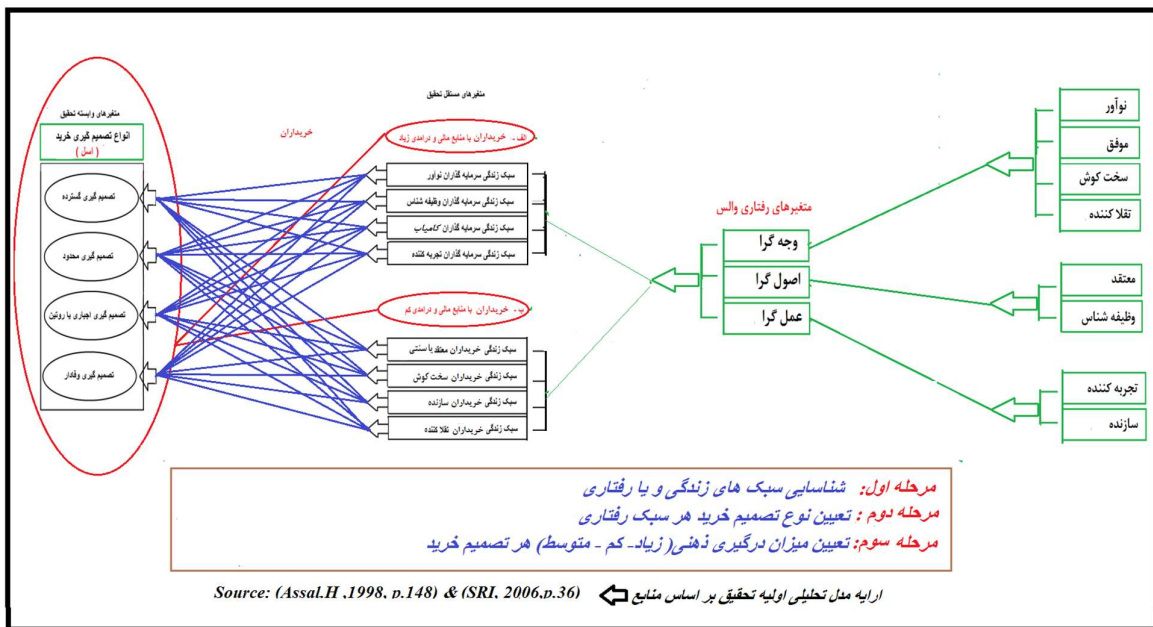 نوآور
موفق
سخت کوش
تقلا کننده
معتقد
وظیفه شناس
تجربه کننده
سازنده
متغیرهای رفتاری والس
وجه گرا
اصول گرا
عمل گرا
متغیرهای مستقل تحقیق
الف - خریداران با منابع مالی و درامدی زیاد
سبک زندگی سرمایه گذاران نوآور
سبک زندگی سرمایه گذاران وظیفه شناس
سبک زندگی سرمایه گذاران کامیاب
سبک زندگی سرمایه گذاران تجربه کننده
ب - خریداران با منابع مالی و درامدی کم
سبک زندگی خریداران معتقد یا سنتی
سبک زندگی خریداران سخت کوش
سبک زندگی خریداران سازنده
سبک زندگی خریداران تقلا کننده
خریداران
متغیرهای وابسته تحقیق
انواع تصمیم گیری خرید
( اسل )
تصمیم گیری گسترده
تصمیم گیری محدود
تصمیم گیری اجباری یا روتین
تصمیم گیری وفادار
مرحله اول: شناسایی سبک های زندگی و یا رفتاری
مرحله دوم : تعیین نوع تصمیم خرید هر سبک رفتاری
مرحله سوم: تعیین میزان درگیری ذهنی( زیاد- کم - متوسط) هر تصمیم خرید
ارایه مدل تحلیلی اولیه تحقیق بر اساس منابع Source: (Assal.H ,1998, p.148) & (SRI, 2006,p.36)